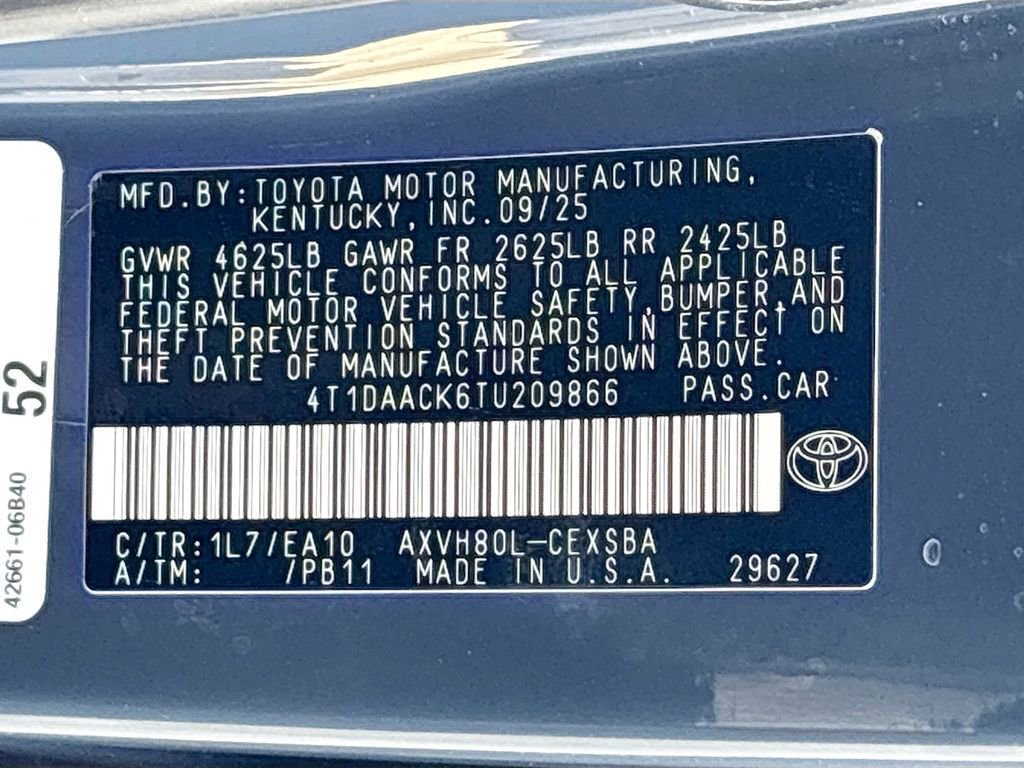 MFD.BY:TOYOTA MOTOR MANUFACTURING,
KENTUCKY,INC.09/25
GVWR 4625LB GAWR FR 2625LB RR 2425LB
THIS VEHICLE CONFORMS TO ALL APPLICABLE
FEDERAL MOTOR VEHICLE SAFETY,BUMPER,AND
THEFT PREVENTION STANDARDS IN EFFECT ON
THE DATE OF MANUFACTURE SHOWN ABOVE.
4T1DAACK6TU209866 PASS.CAR
C/TR:1L7/EA10 AXVH80L-CEXSBA
A/TM: /PB11 MADE IN U.S.A. 29627
52
42661-06B40